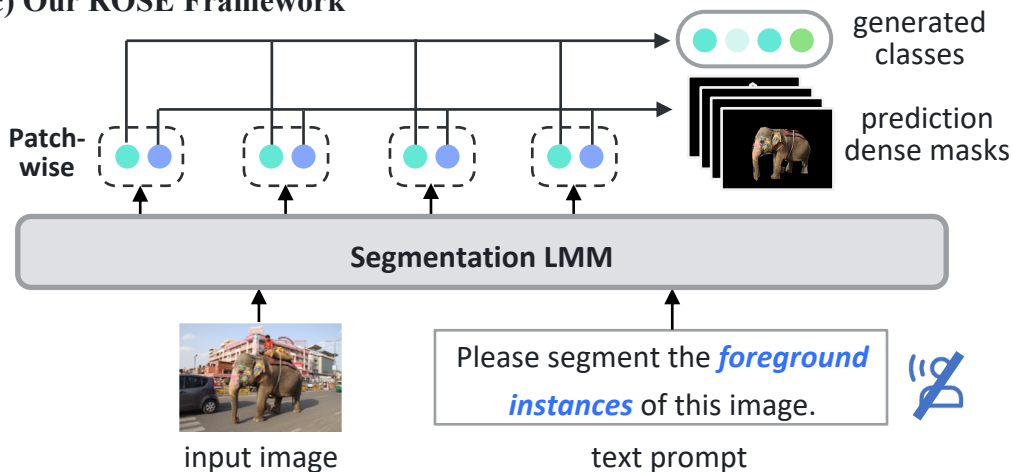 c) Our ROSE Framework
generated
classes
Patch-
wise
prediction
dense masks
Segmentation LMM
Please segment the foreground
instances of this image.
input image
text prompt